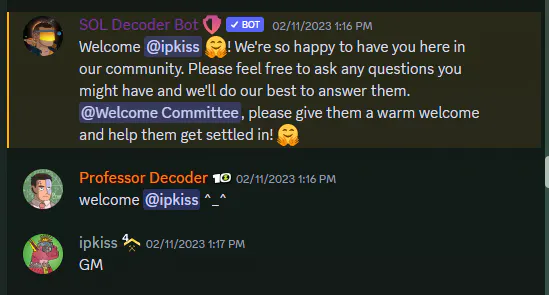 SOL Decoder Bot BOT 02/11/2023 1:16 PM
Welcome @ipkiss 🤗! We're so happy to have you here in
our community. Please feel free to ask any questions you
might have and we'll do our best to answer them.
@Welcome Committee, please give them a warm welcome
and help them get settled in! 🤗
Professor Decoder 10 02/11/2023 1:16 PM
welcome @ipkiss ^_^
ipkiss 4 02/11/2023 1:17 PM
GM